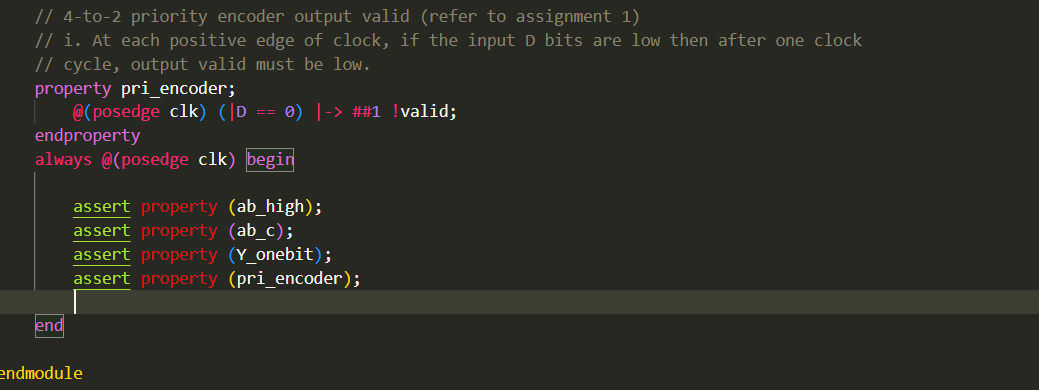 // 4-to-2 priority encoder output valid (refer to assignment 1)
// i. At each positive edge of clock, if the input D bits are low then after one clock
// cycle, output valid must be low.
property pri_encoder;
@(posedge clk) (|D == 0) |-> ##1 !valid;
endproperty
always @(posedge clk) begin
assert property (ab_high);
assert property (ab_c);
assert property (Y_onebit);
assert property (pri_encoder);
end
endmodule